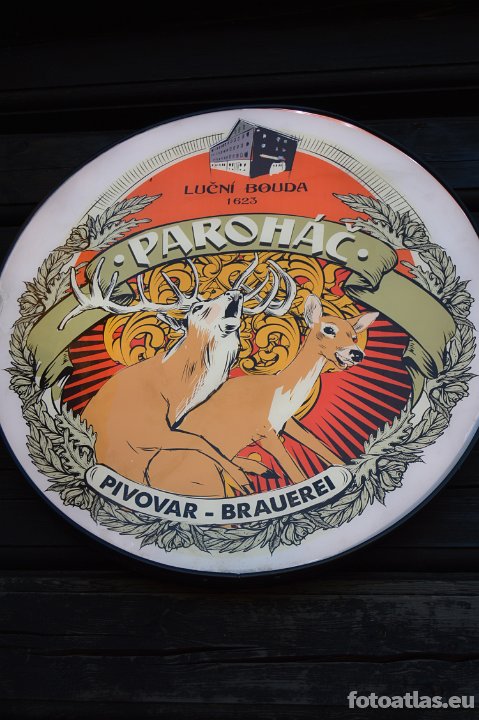 LUČNÍ BOUDA
1623
· PAROHÁČ ·
PIVOVAR - BRAUEREI
fotoatlas.eu